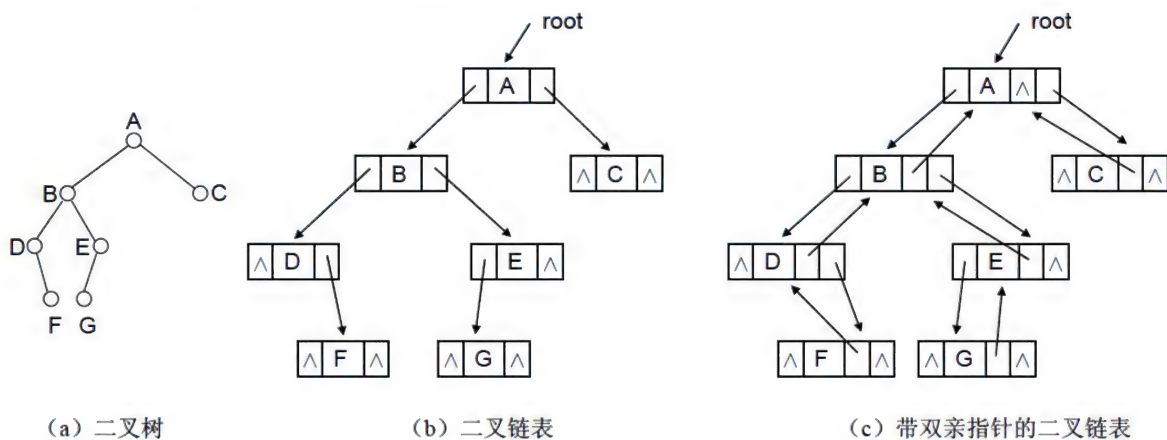 root
root
A
A ∧
A
B
B
∧ C ∧
∧ C ∧
B C
D E
∧ D
E ∧
∧ D
E ∧
F G
∧ F ∧
∧ G ∧
∧ F ∧
∧ G ∧
(a)二叉树
(b)二叉链表
(c)带双亲指针的二叉链表